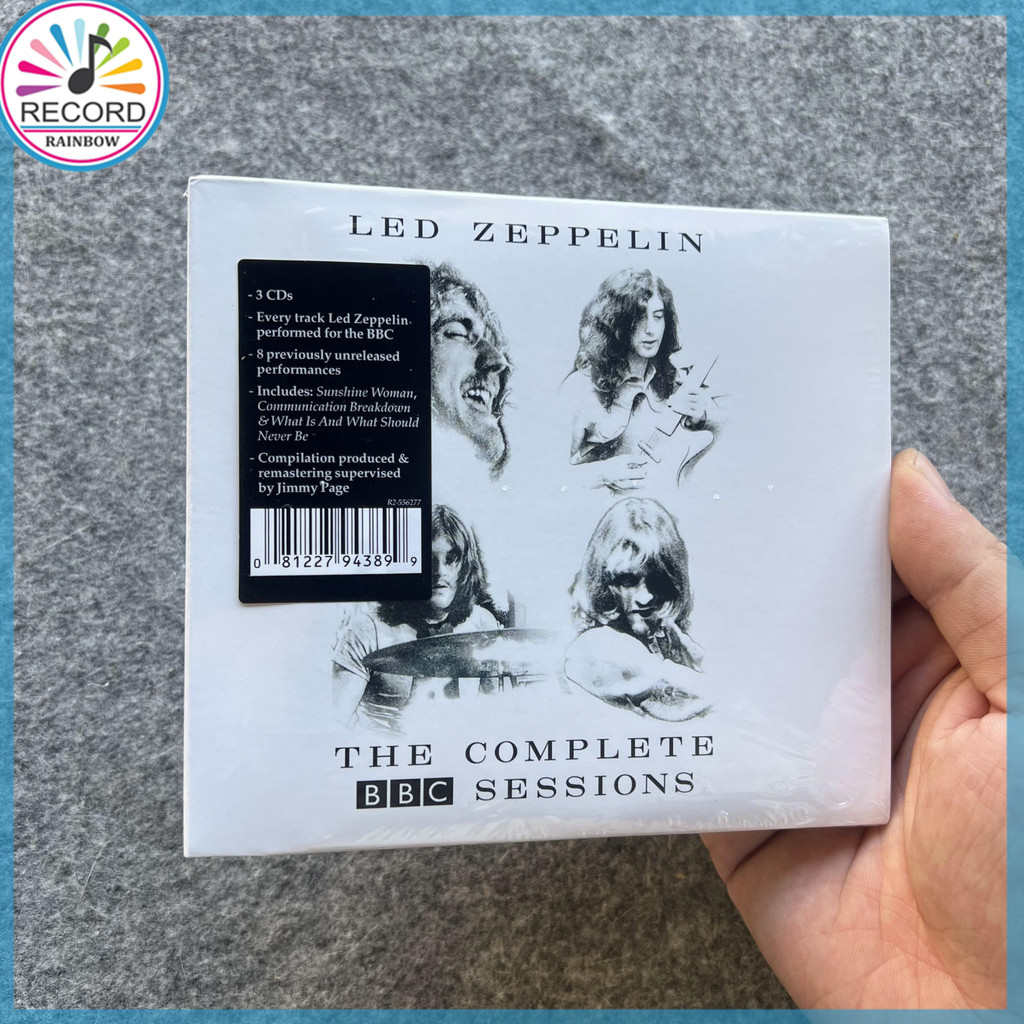 RECORD
RAINBOW
LED ZEPPELIN
- 3 CDs
- Every track Led Zeppelin
performed for the BBC
- 8 previously unreleased
performances
- Includes: Sunshine Woman,
Communication Breakdown
& What Is And What Should
Never Be
- Compilation produced &
remastering supervised
by Jimmy Page
R2-556277
0 81227 94389 9
THE COMPLETE
BBC SESSIONS